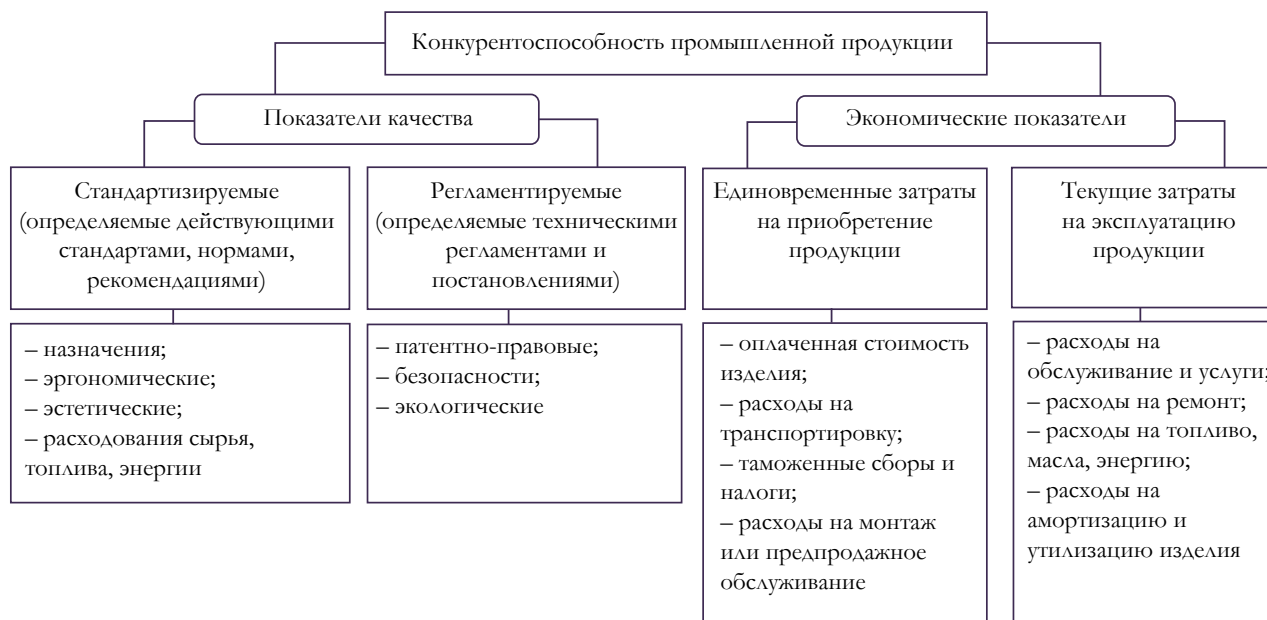 Конкурентоспособность промышленной продукции
Показатели качества
Экономические показатели
Стандартизируемые
(определяемые действующими
стандартами, нормами,
рекомендациями)
Регламентируемые
(определяемые техническими
регламентами и
постановлениями)
Единовременные затраты
на приобретение
продукции
Текущие затраты
на эксплуатацию
продукции
– назначения;
– эргономические;
– эстетические;
– расходования сырья,
топлива, энергии
– патентно-правовые;
– безопасности;
– экологические
– оплаченная стоимость
изделия;
– расходы на
транспортировку;
– таможенные сборы и
налоги;
– расходы на монтаж
или предпродажное
обслуживание
– расходы на
обслуживание и услуги;
– расходы на ремонт;
– расходы на топливо,
масла, энергию;
– расходы на
амортизацию и
утилизацию изделия